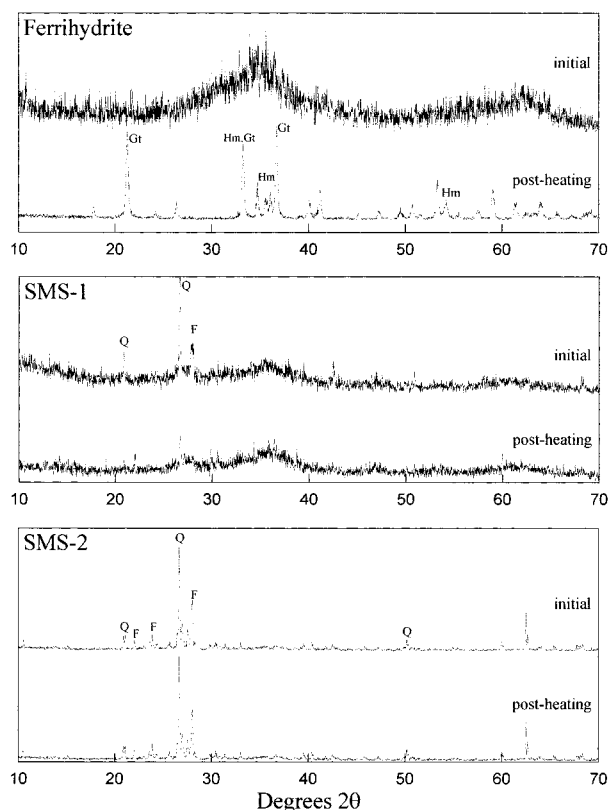 Ferrihydrite
initial
Gt
Hm,Gt
Gt
Hm
Hm
post-heating
10 20 30 40 50 60 70
SMS-1
Q
Q
F
initial
post-heating
10 20 30 40 50 60 70
SMS-2
Q
initial
Q
F
F
F
Q
post-heating
10 20 30 40 50 60 70
Degrees 2θ